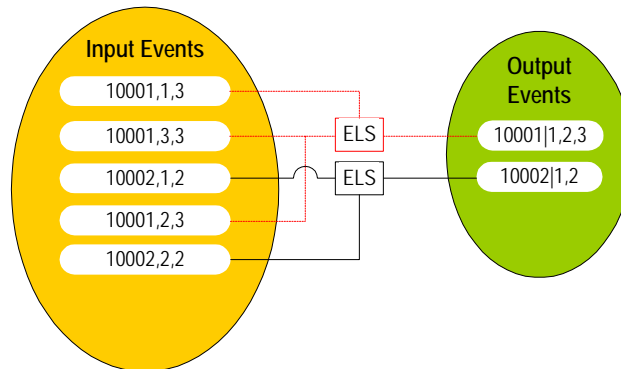 Input Events
10001,1,3
10001,3,3
10002,1,2
10001,2,3
10002,2,2
ELS
ELS
Output
Events
10001|1,2,3
10002|1,2